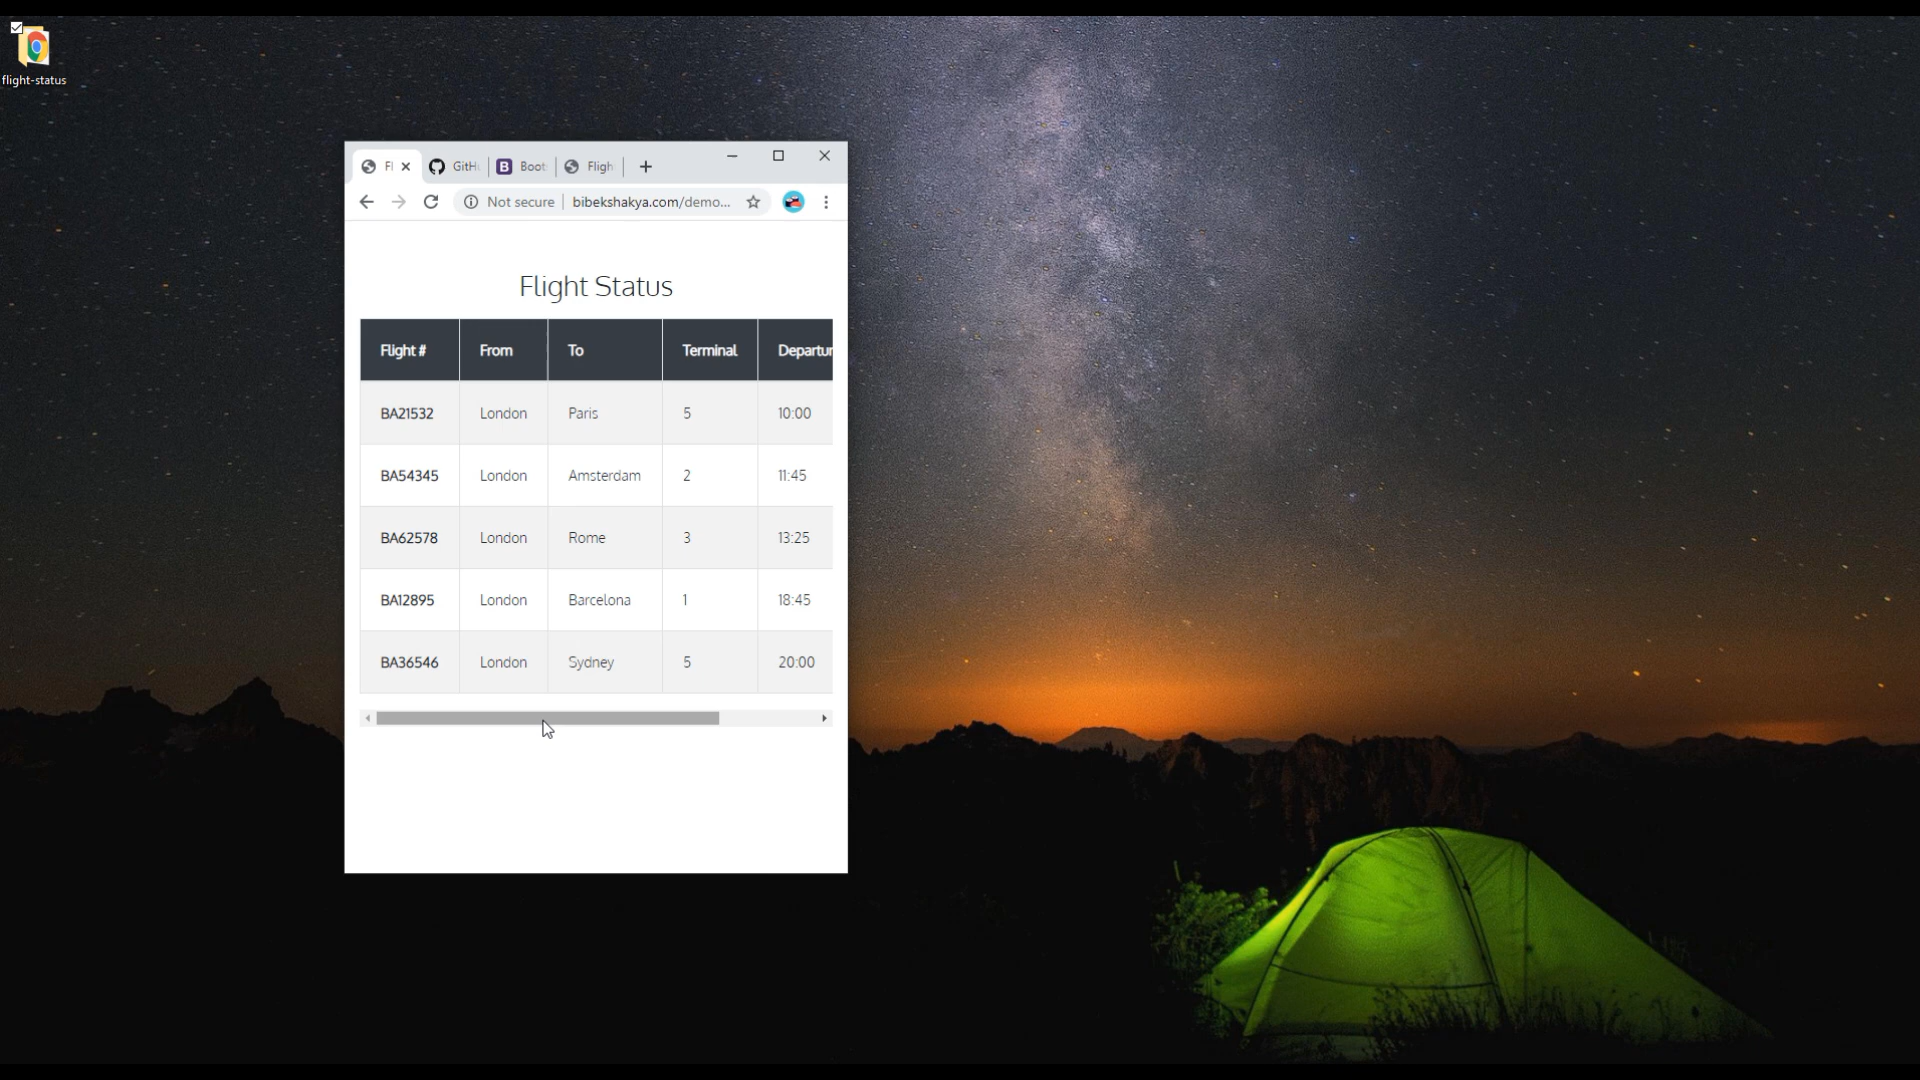 flight-status
Fl GitH Boot Fligh
Not secure bibekshakya.com/demo...
Flight Status
Flight # From To Terminal Departur
BA21532 London Paris 5 10:00
BA54345 London Amsterdam 2 11:45
BA62578 London Rome 3 13:25
BA12895 London Barcelona 1 18:45
BA36546 London Sydney 5 20:00